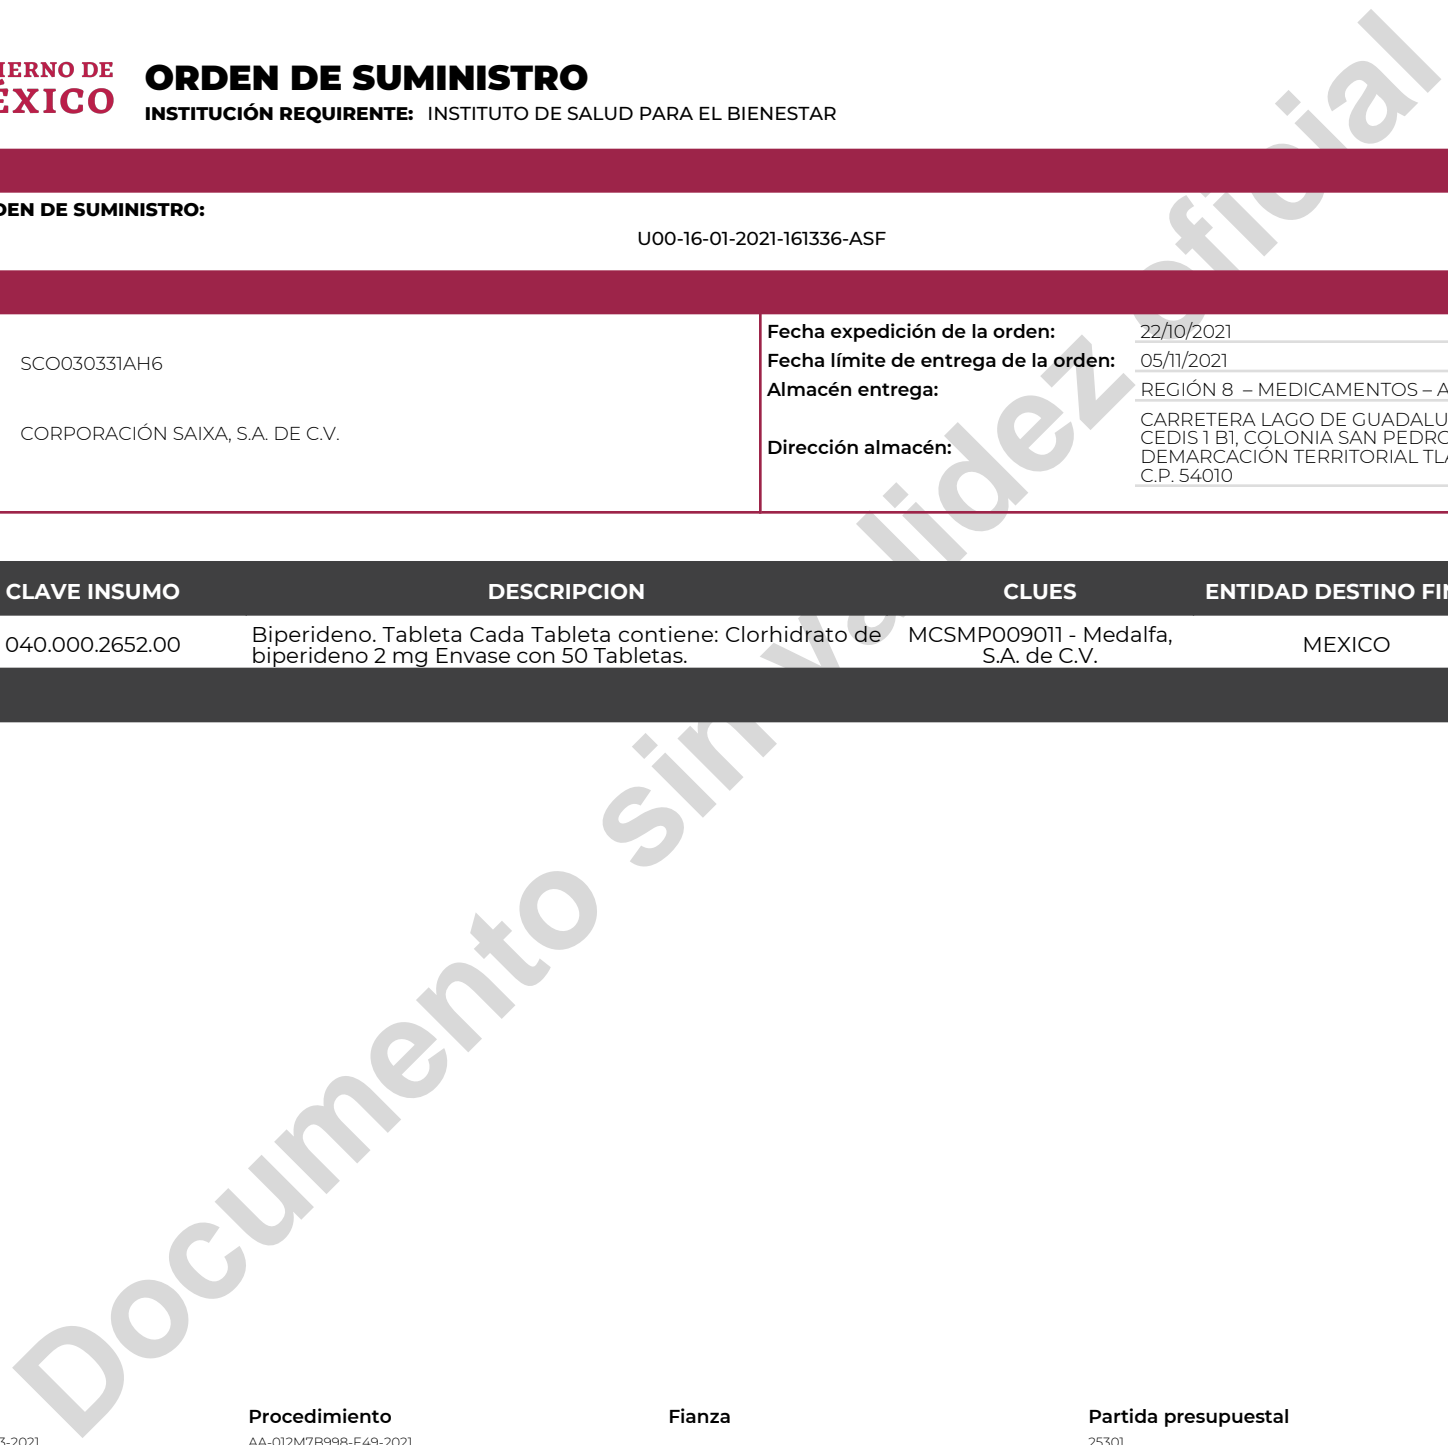 IERNO DE
ÉXICO
ORDEN DE SUMINISTRO
INSTITUCIÓN REQUIRENTE: INSTITUTO DE SALUD PARA EL BIENESTAR
DEN DE SUMINISTRO:
U00-16-01-2021-161336-ASF
SCO030331AH6
CORPORACIÓN SAIXA, S.A. DE C.V.
Fecha expedición de la orden: 22/10/2021
Fecha límite de entrega de la orden: 05/11/2021
Almacén entrega: REGIÓN 8 – MEDICAMENTOS – A
Dirección almacén:
CARRETERA LAGO DE GUADALU
CEDIS 1 B1, COLONIA SAN PEDRO
DEMARCACIÓN TERRITORIAL TLA
C.P. 54010
CLAVE INSUMO DESCRIPCION CLUES ENTIDAD DESTINO FIN
040.000.2652.00
Biperideno. Tableta Cada Tableta contiene: Clorhidrato de
biperideno 2 mg Envase con 50 Tabletas.
MCSMP009011 - Medalfa,
S.A. de C.V.
MEXICO
Documento sin validez oficial
Procedimiento Fianza Partida presupuestal
3-2021 AA-012M7B998-E49-2021 25301